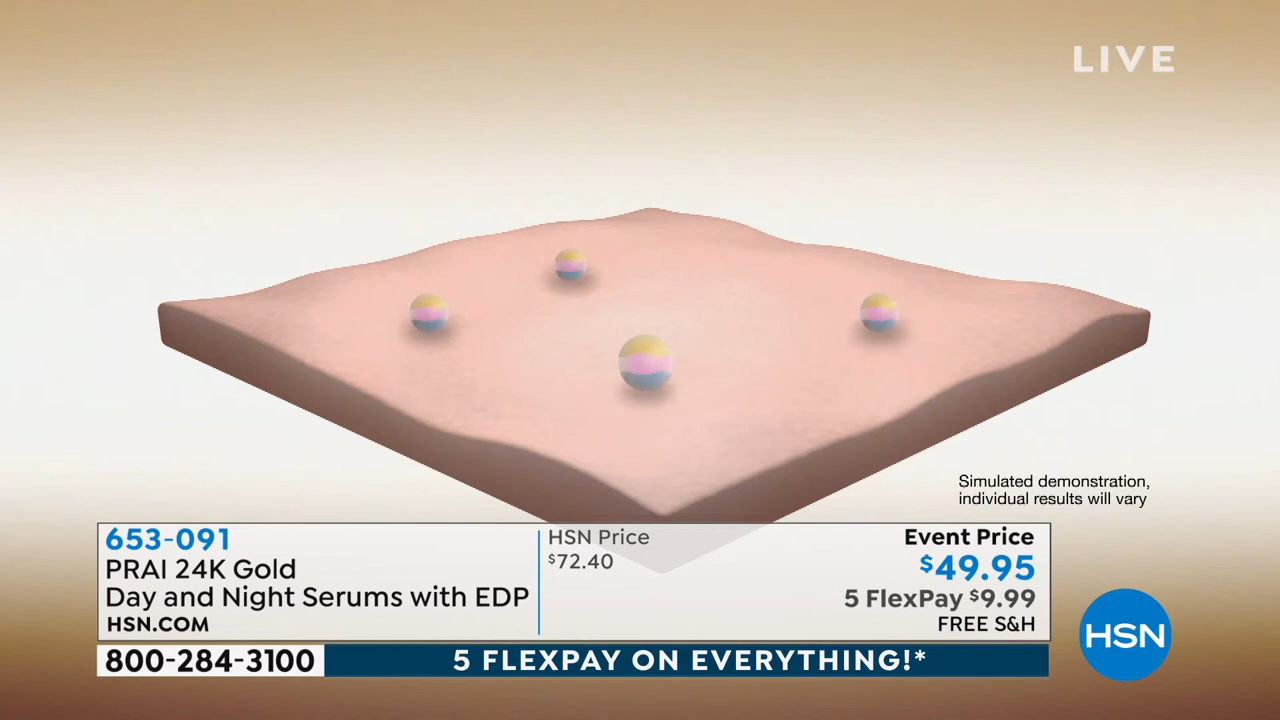 LIVE
Simulated demonstration,
individual results will vary
653-091
PRAI 24K Gold
Day and Night Serums with EDP
HSN.COM
HSN Price
$72.40
Event Price
$49.95
5 FlexPay $9.99
FREE S&H
HSN
800-284-3100
5 FLEXPAY ON EVERYTHING!*